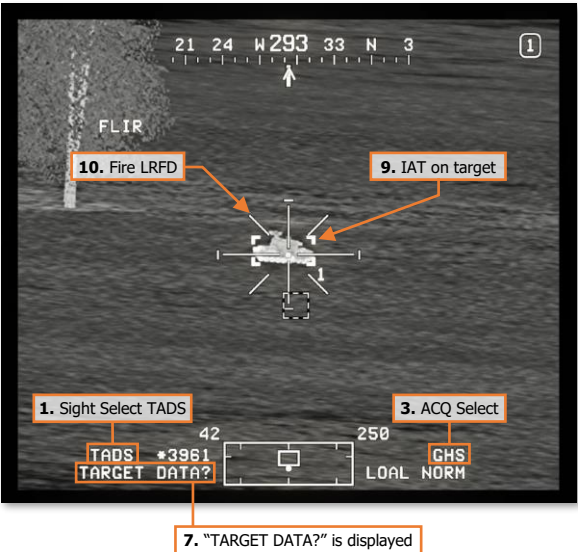 21 24 W 293 33 N 3
1
FLIR
10. Fire LRFD
9. IAT on target
1
1. Sight Select TADS
3. ACQ Select
42
250
TADS *3961
GHS
TARGET DATA?
LOAL NORM
7. “TARGET DATA?” is displayed